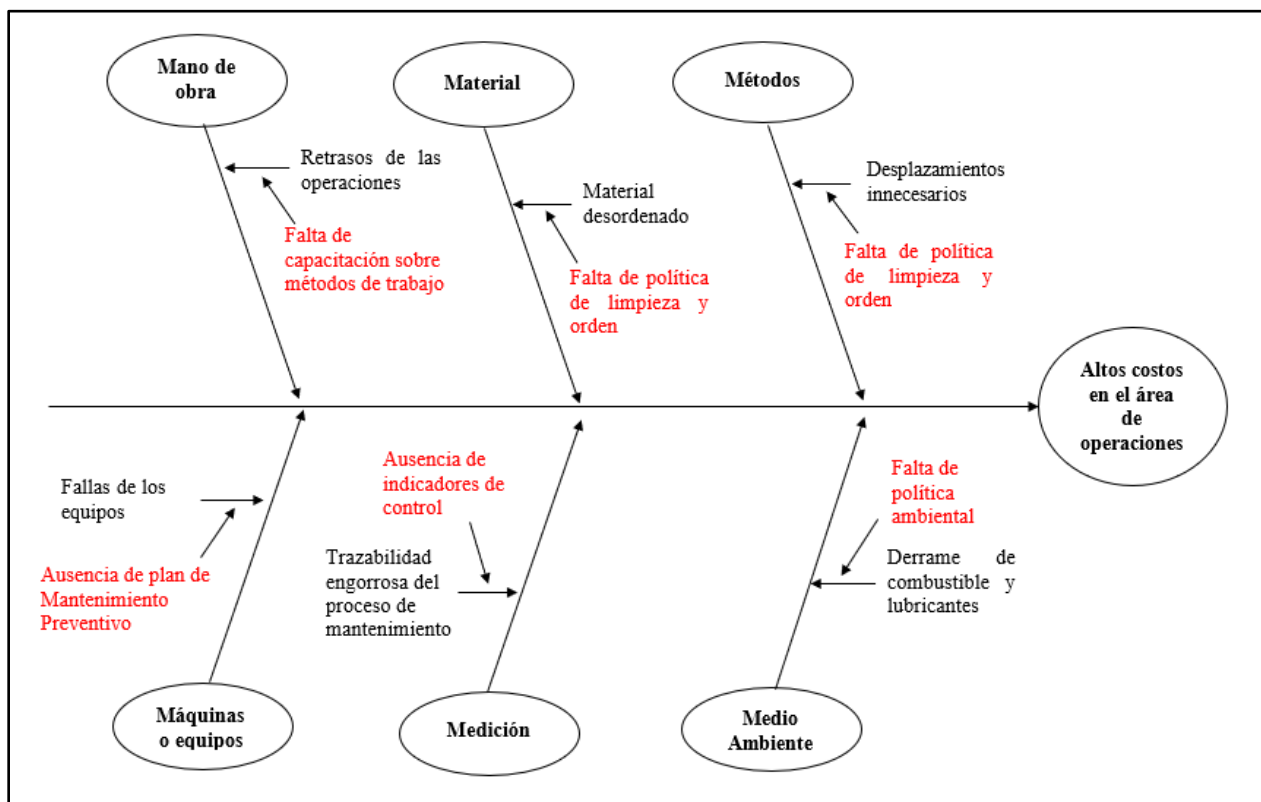 Mano de
obra
Material
Métodos
Retrasos de las
operaciones
Falta de
capacitación sobre
métodos de trabajo
Material
desordenado
Falta de política
de limpieza y
orden
Desplazamientos
innecesarios
Falta de política
de limpieza y
orden
Altos costos
en el área
de
operaciones
Fallas de los
equipos
Ausencia de plan de
Mantenimiento
Preventivo
Ausencia de
indicadores de
control
Trazabilidad
engorrosa del
proceso de
mantenimiento
Falta de
política
ambiental
Derrame de
combustible y
lubricantes
Máquinas
o equipos
Medición
Medio
Ambiente